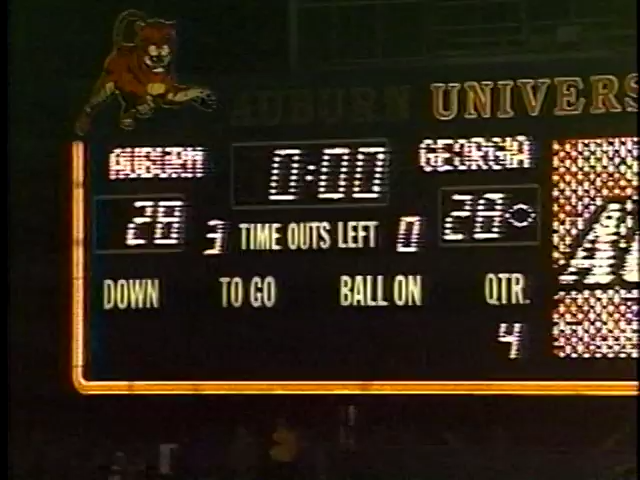 AUBURN UNIVERS
AUBURN 0:00 GEORGIA
28 3 TIME OUTS LEFT 0 28
DOWN TO GO BALL ON QTR.
4